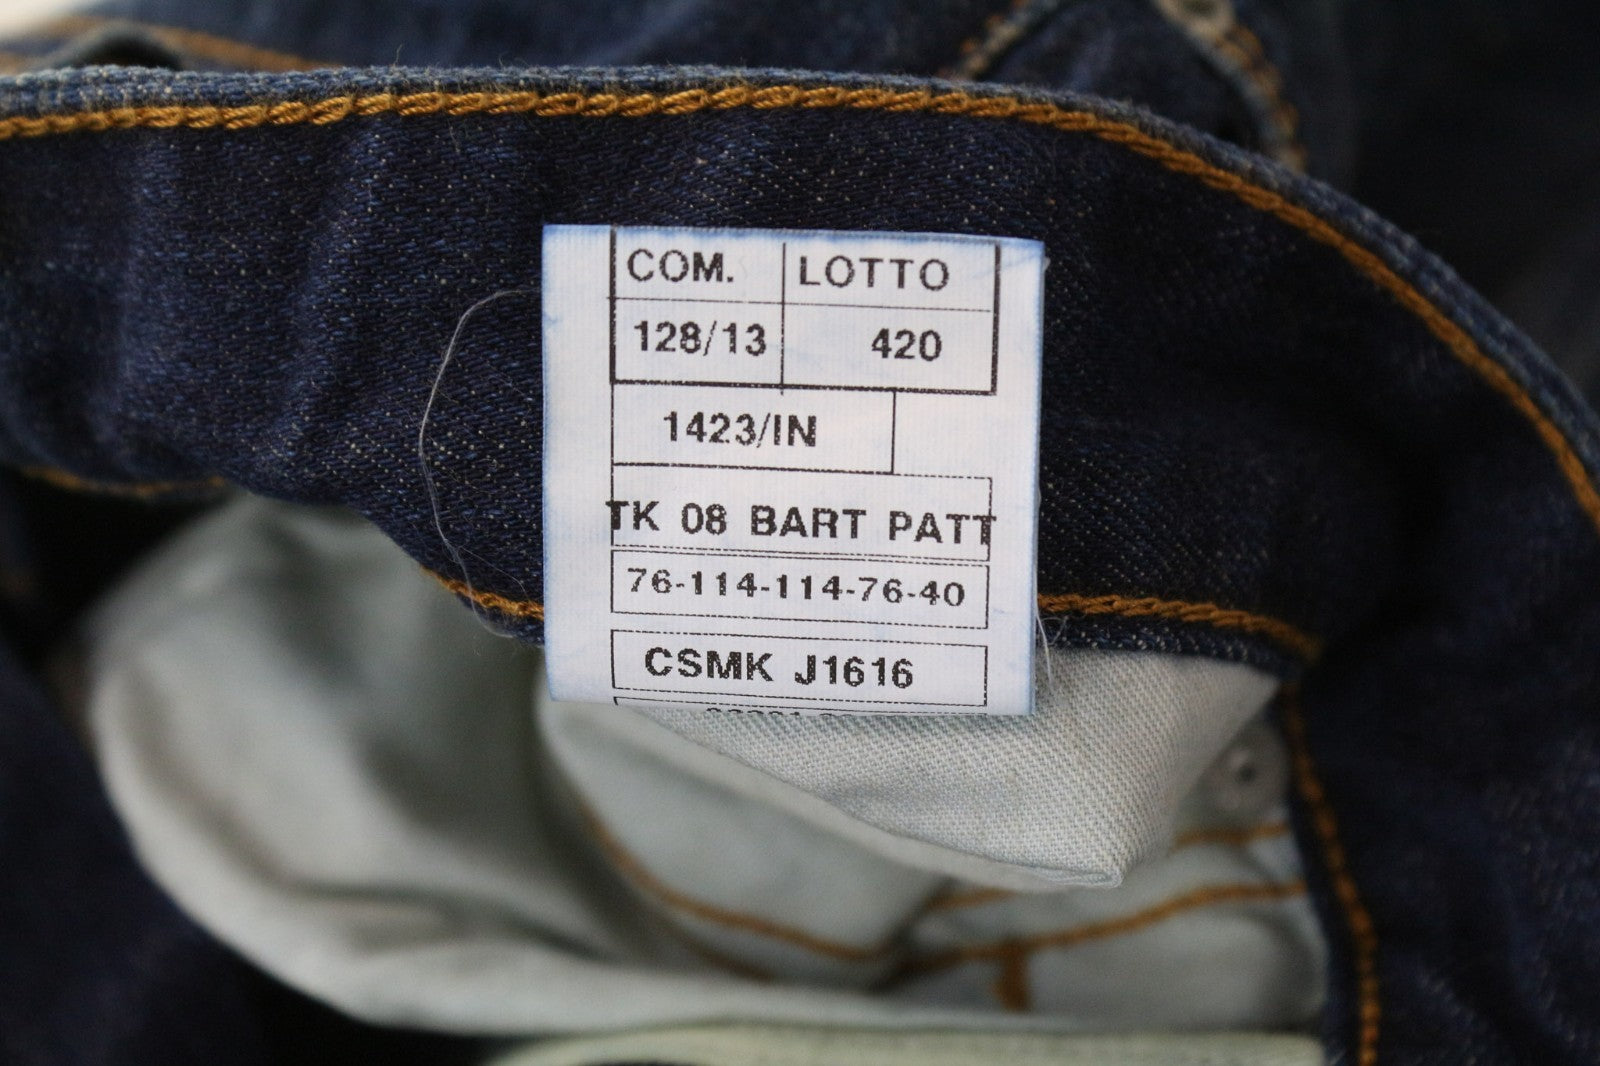 COM. LOTTO
128/13 420
1423/IN
TK 08 BART PATT
76-114-114-76-40
CSMK J1616